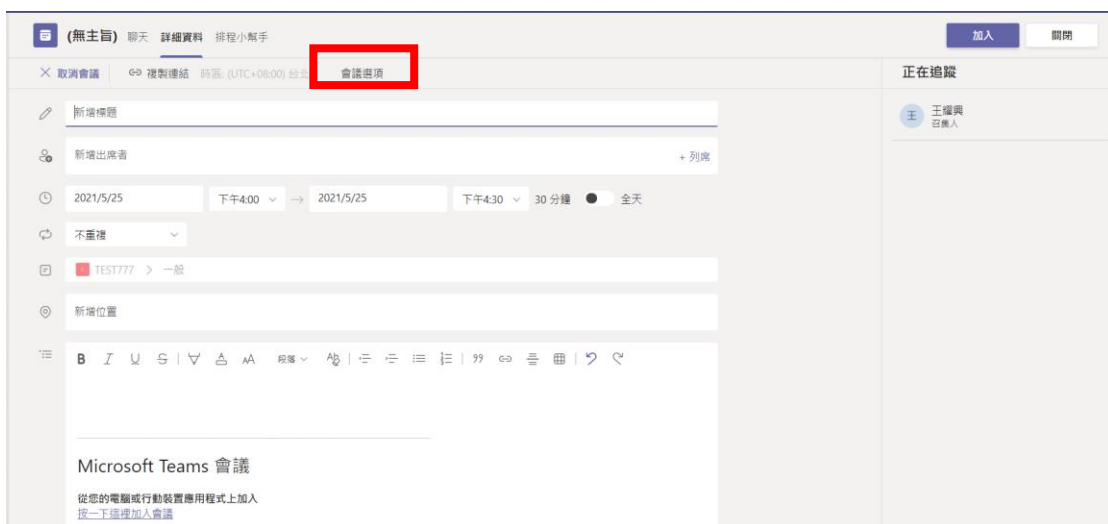 (無主旨) 聊天 詳細資料 排程小幫手 加入 關閉
取消會議 複製連結 時區: (UTC+08:00) 台北 會議選項 正在追蹤
新增標題
王 王耀興
召集人
新增出席者 + 列席
2021/5/25 下午4:00 → 2021/5/25 下午4:30 30 分鐘 全天
不重複
TEST777 > 一般
新增位置
B I U S A AA 段落
Microsoft Teams 會議
從您的電腦或行動裝置應用程式上加入
按一下這裡加入會議